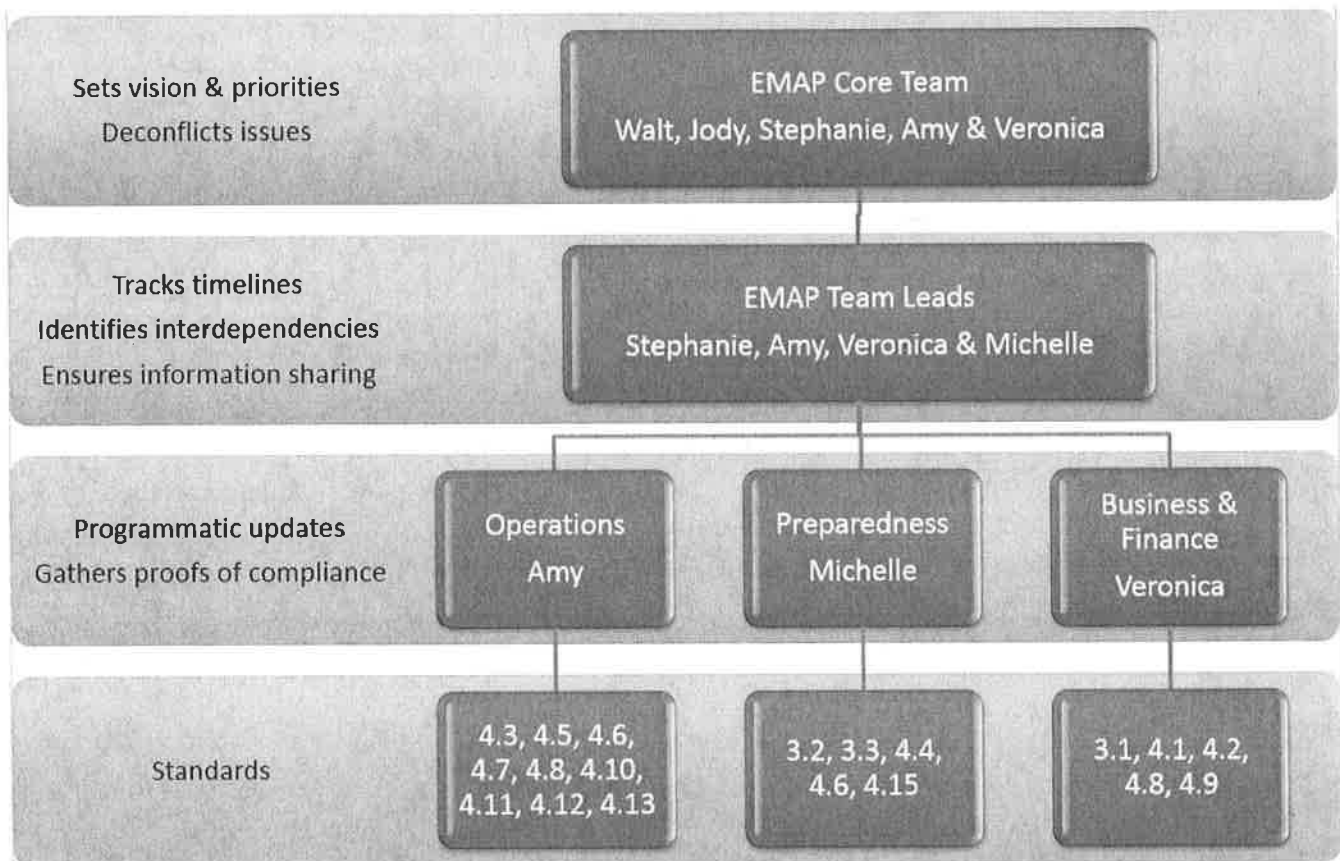 Sets vision & priorities
Deconflicts issues
EMAP Core Team
Walt, Jody, Stephanie, Amy & Veronica
Tracks timelines
Identifies interdependencies
Ensures information sharing
EMAP Team Leads
Stephanie, Amy, Veronica & Michelle
Programmatic updates
Gathers proofs of compliance
Operations
Amy
Preparedness
Michelle
Business &
Finance
Veronica
Standards
4.3, 4.5, 4.6,
4.7, 4.8, 4.10,
4.11, 4.12, 4.13
3.2, 3.3, 4.4,
4.6, 4.15
3.1, 4.1, 4.2,
4.8, 4.9